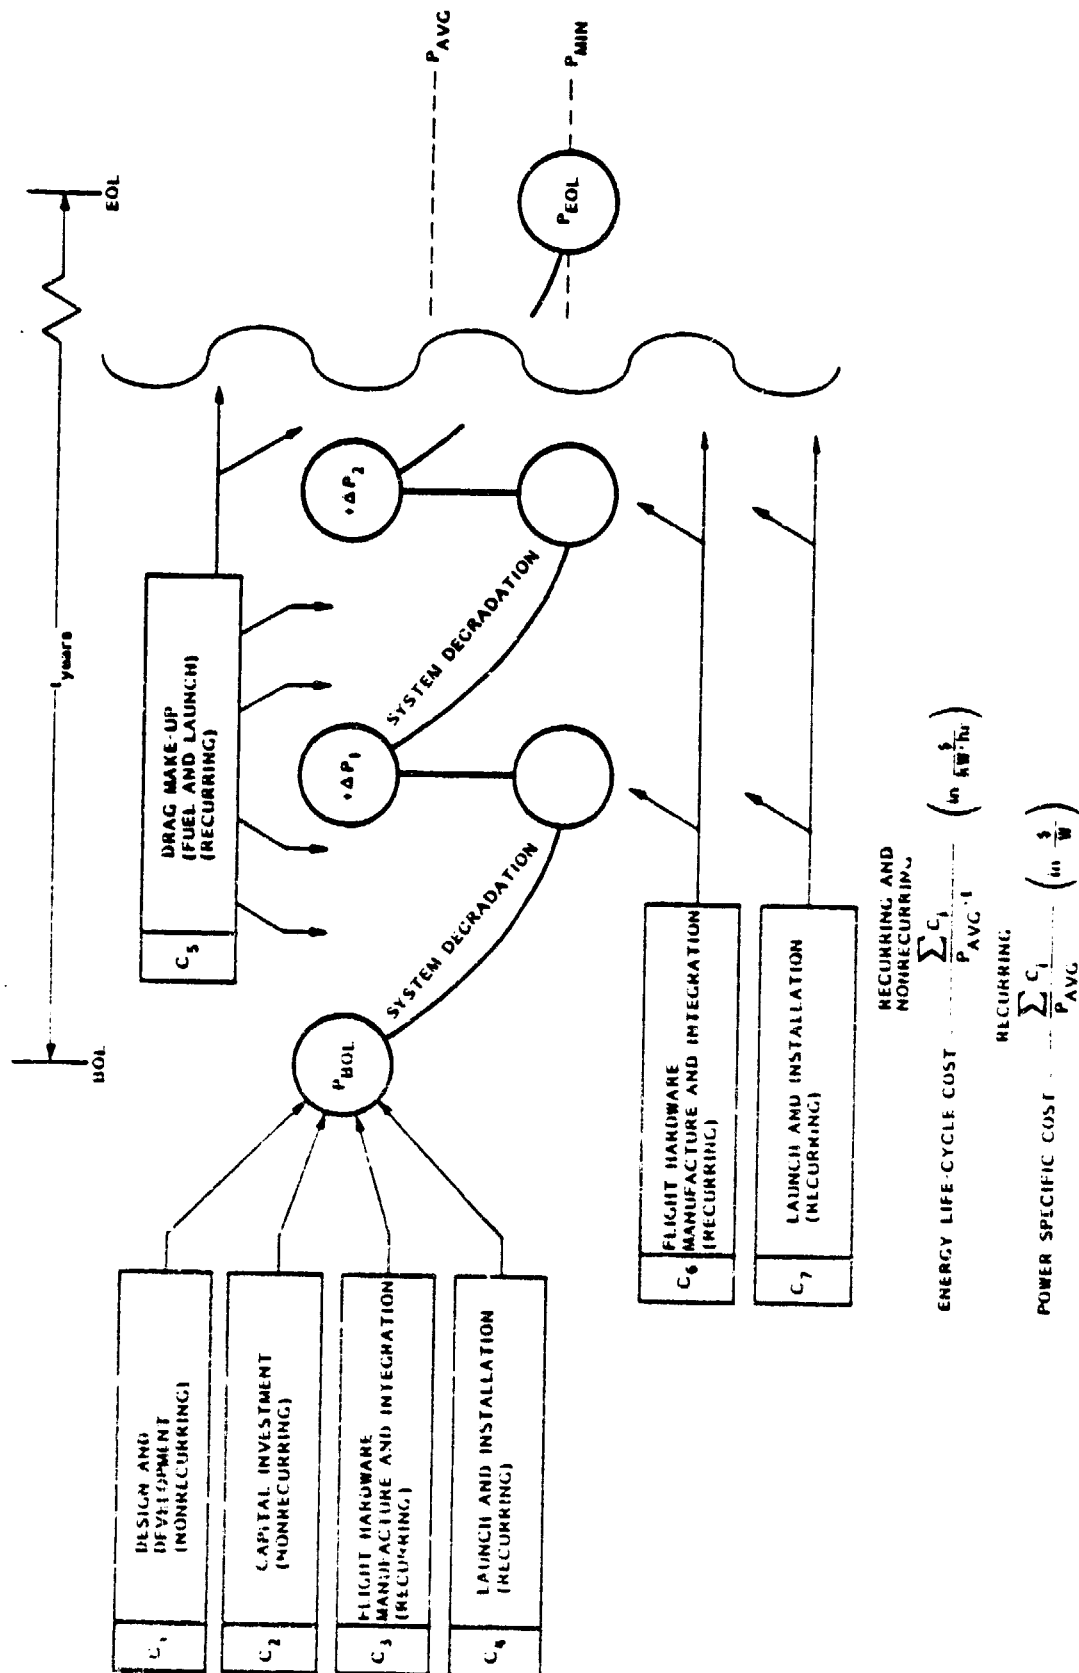 BOL
t years
EOL
C1
DESIGN AND
DEVELOPMENT
(NONRECURRING)
C2
CAPITAL INVESTMENT
(NONRECURRING)
C3
FLIGHT HARDWARE
MANUFACTURE AND INTEGRATION
(RECURRING)
C4
LAUNCH AND INSTALLATION
(RECURRING)
C5
DRAG MAKE-UP
(FUEL AND LAUNCH)
(RECURRING)
PBOL
SYSTEM DEGRADATION
+ΔP1
SYSTEM DEGRADATION
+ΔP2
PAVG
PEOL
PMIN
C6
FLIGHT HARDWARE
MANUFACTURE AND INTEGRATION
(RECURRING)
C7
LAUNCH AND INSTALLATION
(RECURRING)
RECURRING AND
NONRECURRING
ENERGY LIFE-CYCLE COST = ∑ Ci / PAVG·t (in $ / kW·hr)
RECURRING
POWER SPECIFIC COST = ∑ Ci / PAVG (in $ / W)